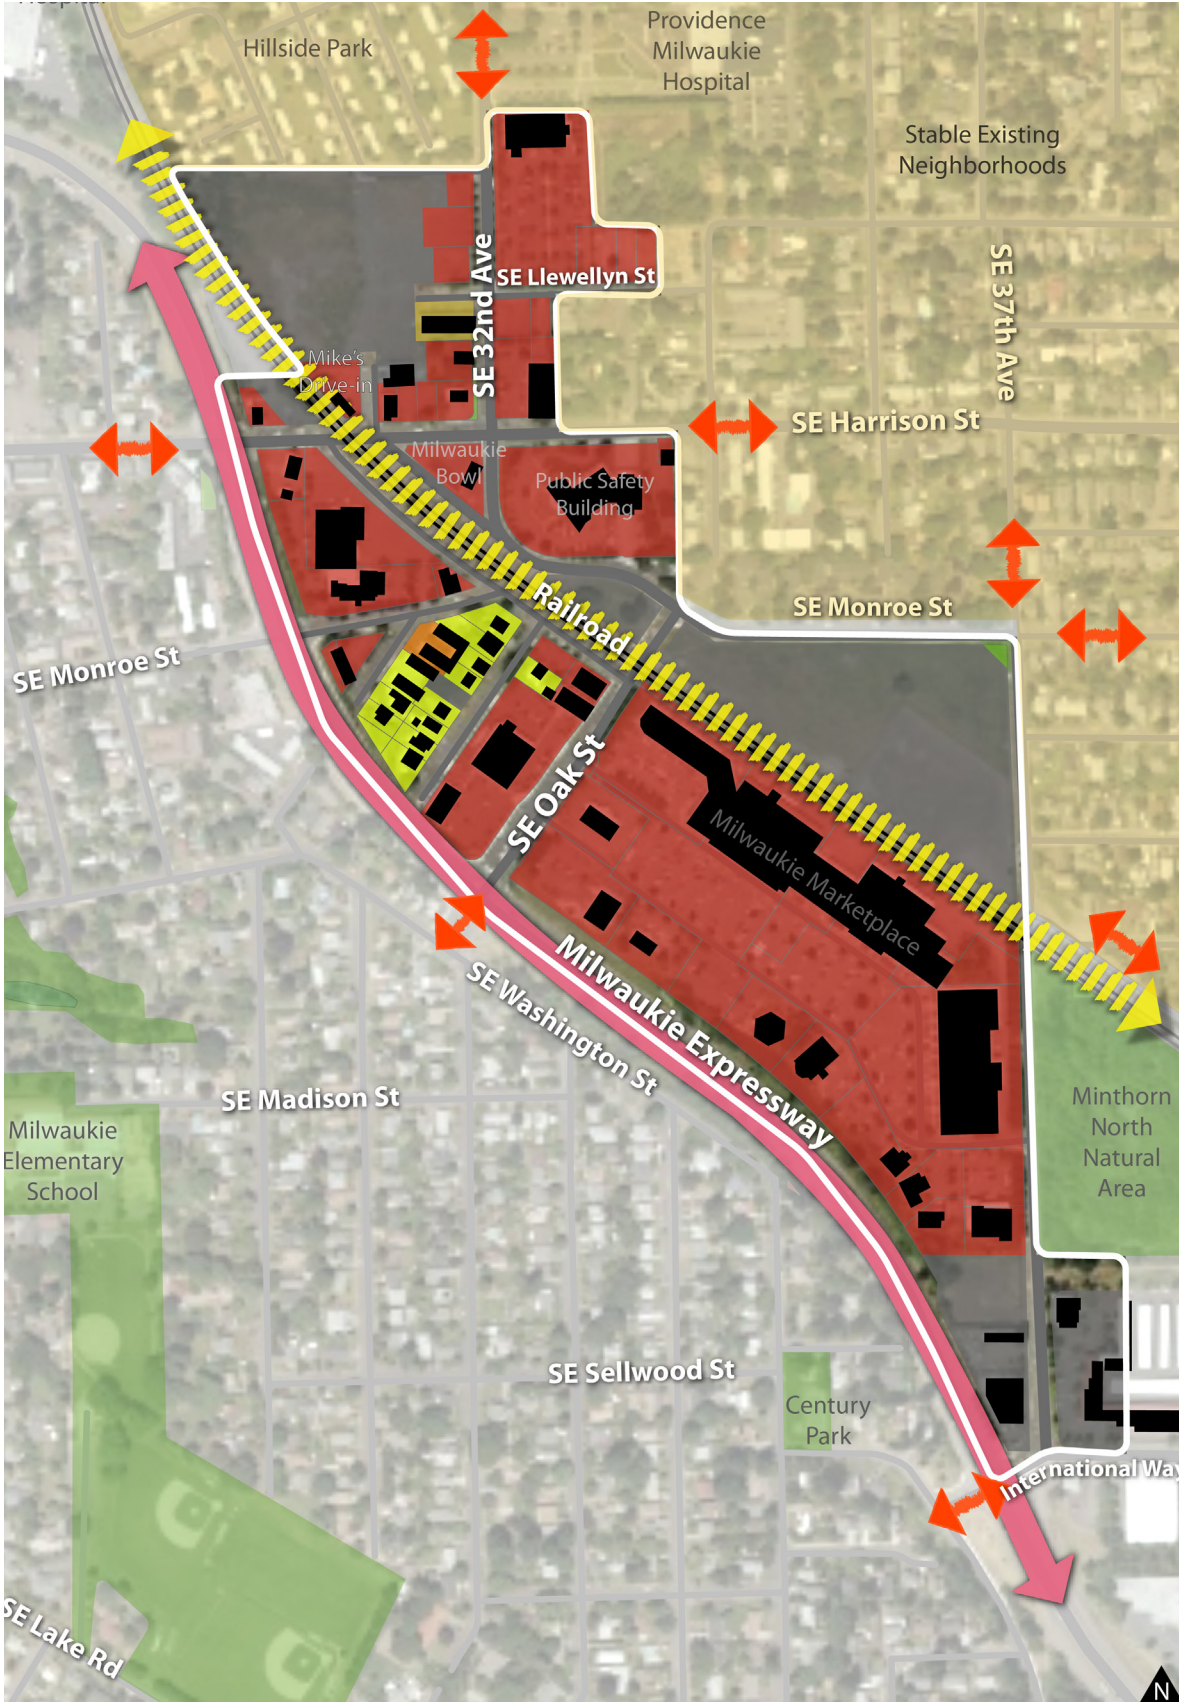 Hospital
Hillside Park
Providence
Milwaukie
Hospital
Stable Existing
Neighborhoods
SE 32nd Ave
SE Llewellyn St
SE 37th Ave
Mike's
Drive-in
SE Harrison St
Milwaukie
Bowl
Public Safety
Building
Railroad
SE Monroe St
SE Monroe St
SE Oak St
Milwaukie Marketplace
Milwaukie Expressway
SE Washington St
SE Madison St
Minthorn
North
Natural
Area
Milwaukie
Elementary
School
SE Sellwood St
Century
Park
International Way
SE Lake Rd
N